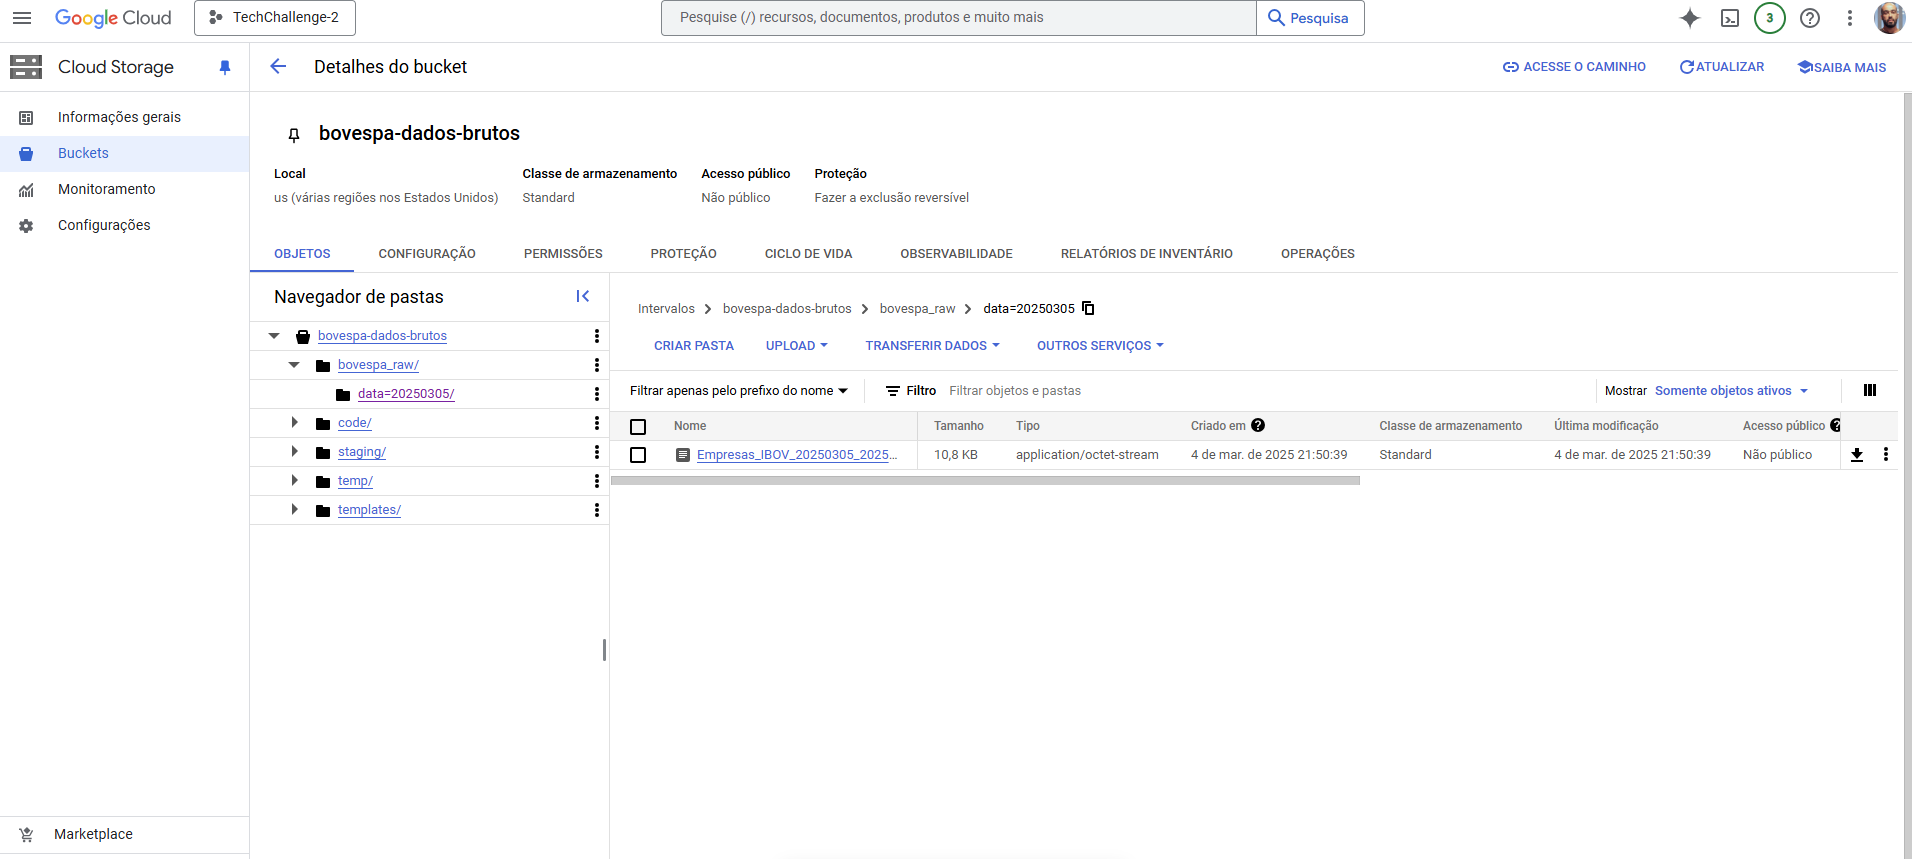 Google Cloud
TechChallenge-2
Pesquise (/) recursos, documentos, produtos e muito mais
Pesquisa
3
Cloud Storage
Detalhes do bucket
ACESSE O CAMINHO
ATUALIZAR
SAIBA MAIS
Informações gerais
Buckets
Monitoramento
Configurações
Marketplace
bovespa-dados-brutos
Local
Classe de armazenamento
Acesso público
Proteção
us (várias regiões nos Estados Unidos)
Standard
Não público
Fazer a exclusão reversível
OBJETOS
CONFIGURAÇÃO
PERMISSÕES
PROTEÇÃO
CICLO DE VIDA
OBSERVABILIDADE
RELATÓRIOS DE INVENTÁRIO
OPERAÇÕES
Navegador de pastas
bovespa-dados-brutos
bovespa_raw/
data=20250305/
code/
staging/
temp/
templates/
Intervalos
bovespa-dados-brutos
bovespa_raw
data=20250305
CRIAR PASTA
UPLOAD
TRANSFERIR DADOS
OUTROS SERVIÇOS
Filtrar apenas pelo prefixo do nome
Filtro
Filtrar objetos e pastas
Mostrar
Somente objetos ativos
Nome
Tamanho
Tipo
Criado em
Classe de armazenamento
Última modificação
Acesso público
Empresas_IBOV_20250305_2025...
10,8 KB
application/octet-stream
4 de mar. de 2025 21:50:39
Standard
4 de mar. de 2025 21:50:39
Não público